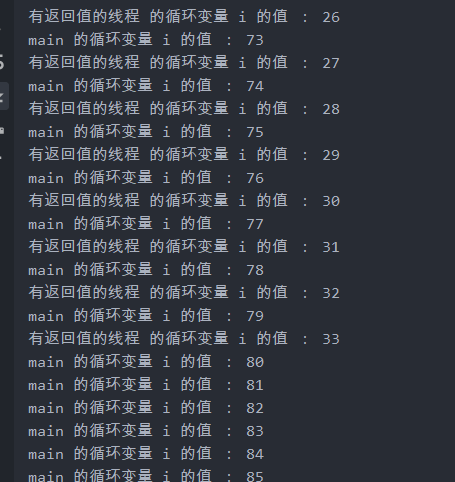 有返回值的线程 的循环变量 i 的值 : 26
main 的循环变量 i 的值 : 73
有返回值的线程 的循环变量 i 的值 : 27
main 的循环变量 i 的值 : 74
有返回值的线程 的循环变量 i 的值 : 28
main 的循环变量 i 的值 : 75
有返回值的线程 的循环变量 i 的值 : 29
main 的循环变量 i 的值 : 76
有返回值的线程 的循环变量 i 的值 : 30
main 的循环变量 i 的值 : 77
有返回值的线程 的循环变量 i 的值 : 31
main 的循环变量 i 的值 : 78
有返回值的线程 的循环变量 i 的值 : 32
main 的循环变量 i 的值 : 79
有返回值的线程 的循环变量 i 的值 : 33
main 的循环变量 i 的值 : 80
main 的循环变量 i 的值 : 81
main 的循环变量 i 的值 : 82
main 的循环变量 i 的值 : 83
main 的循环变量 i 的值 : 84
main 的循环变量 i 的值 : 85